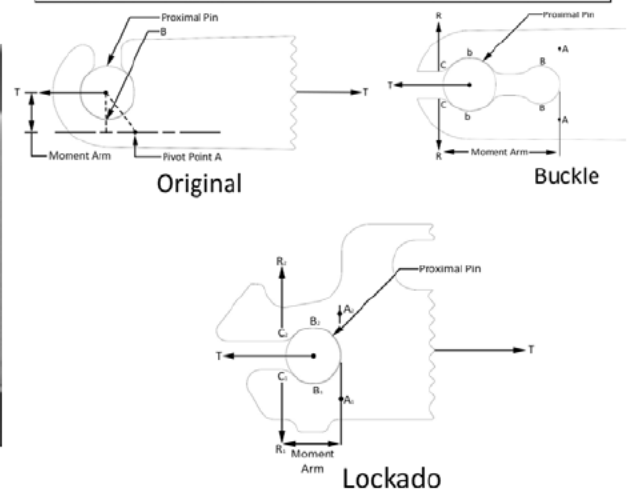 Proximal Pin
B
T
T
Moment Arm
Pivot Point A
Original
R
Proximal Pin
b
A
C
B
T
C
B
b
A
R
Moment Arm
Buckle
R₂
Proximal Pin
A₂
B₂
C₂
T
T
C₁
B₁
A₁
R₁
Moment
Arm
Lockado